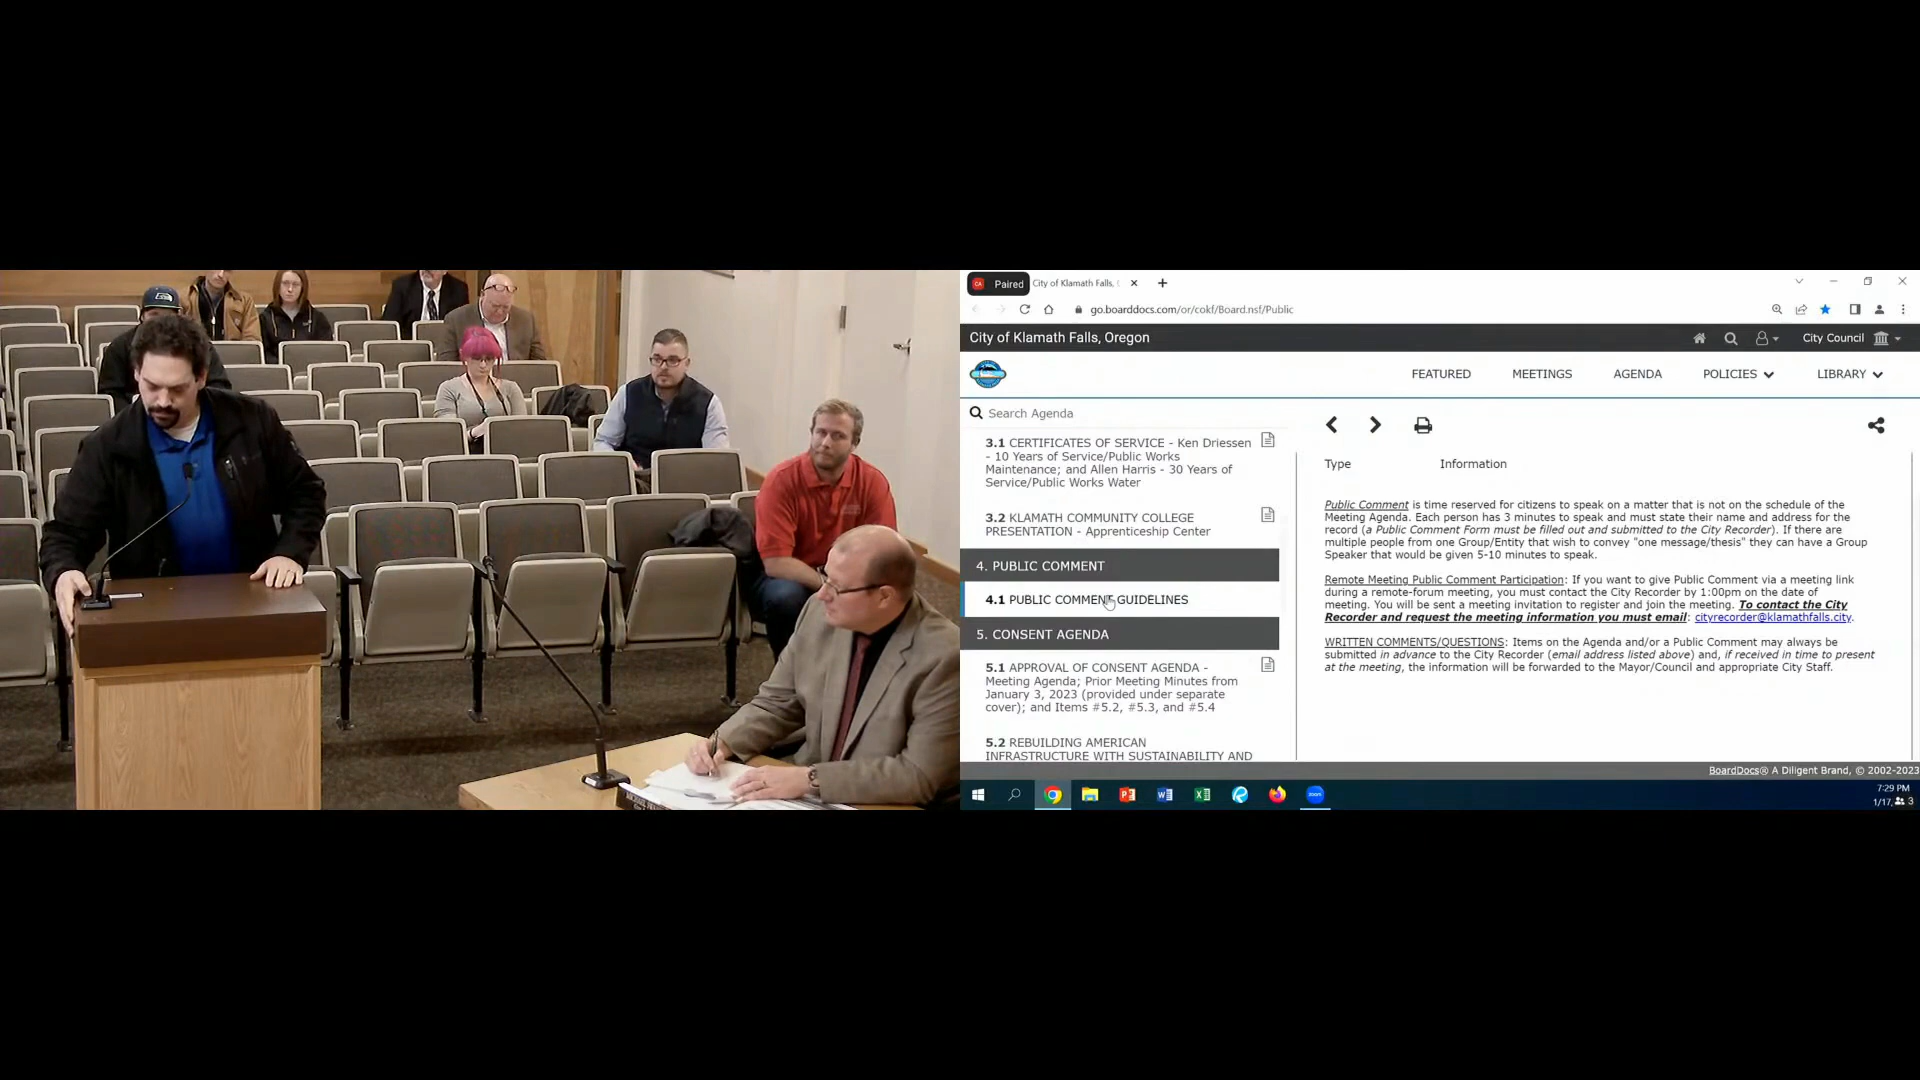 Paired
City of Klamath Falls, (
go.boarddocs.com/or/cokf/Board.nsf/Public
City of Klamath Falls, Oregon
City Council
FEATURED
MEETINGS
AGENDA
POLICIES
LIBRARY
Search Agenda
3.1 CERTIFICATES OF SERVICE - Ken Driessen
- 10 Years of Service/Public Works
Maintenance; and Allen Harris - 30 Years of
Service/Public Works Water
3.2 KLAMATH COMMUNITY COLLEGE
PRESENTATION - Apprenticeship Center
4. PUBLIC COMMENT
4.1 PUBLIC COMMENT GUIDELINES
5. CONSENT AGENDA
5.1 APPROVAL OF CONSENT AGENDA -
Meeting Agenda; Prior Meeting Minutes from
January 3, 2023 (provided under separate
cover); and Items #5.2, #5.3, and #5.4
5.2 REBUILDING AMERICAN
INFRASTRUCTURE WITH SUSTAINABILITY AND
Type Information
Public Comment is time reserved for citizens to speak on a matter that is not on the schedule of the
Meeting Agenda. Each person has 3 minutes to speak and must state their name and address for the
record (a Public Comment Form must be filled out and submitted to the City Recorder). If there are
multiple people from one Group/Entity that wish to convey "one message/thesis" they can have a Group
Speaker that would be given 5-10 minutes to speak.
Remote Meeting Public Comment Participation: If you want to give Public Comment via a meeting link
during a remote-forum meeting, you must contact the City Recorder by 1:00pm on the date of
meeting. You will be sent a meeting invitation to register and join the meeting. To contact the City
Recorder and request the meeting information you must email: cityrecorder@klamathfalls.city.
WRITTEN COMMENTS/QUESTIONS: Items on the Agenda and/or a Public Comment may always be
submitted in advance to the City Recorder (email address listed above) and, if received in time to present
at the meeting, the information will be forwarded to the Mayor/Council and appropriate City Staff.
BoardDocs® A Diligent Brand, © 2002-2023
7:29 PM
1/17, 3